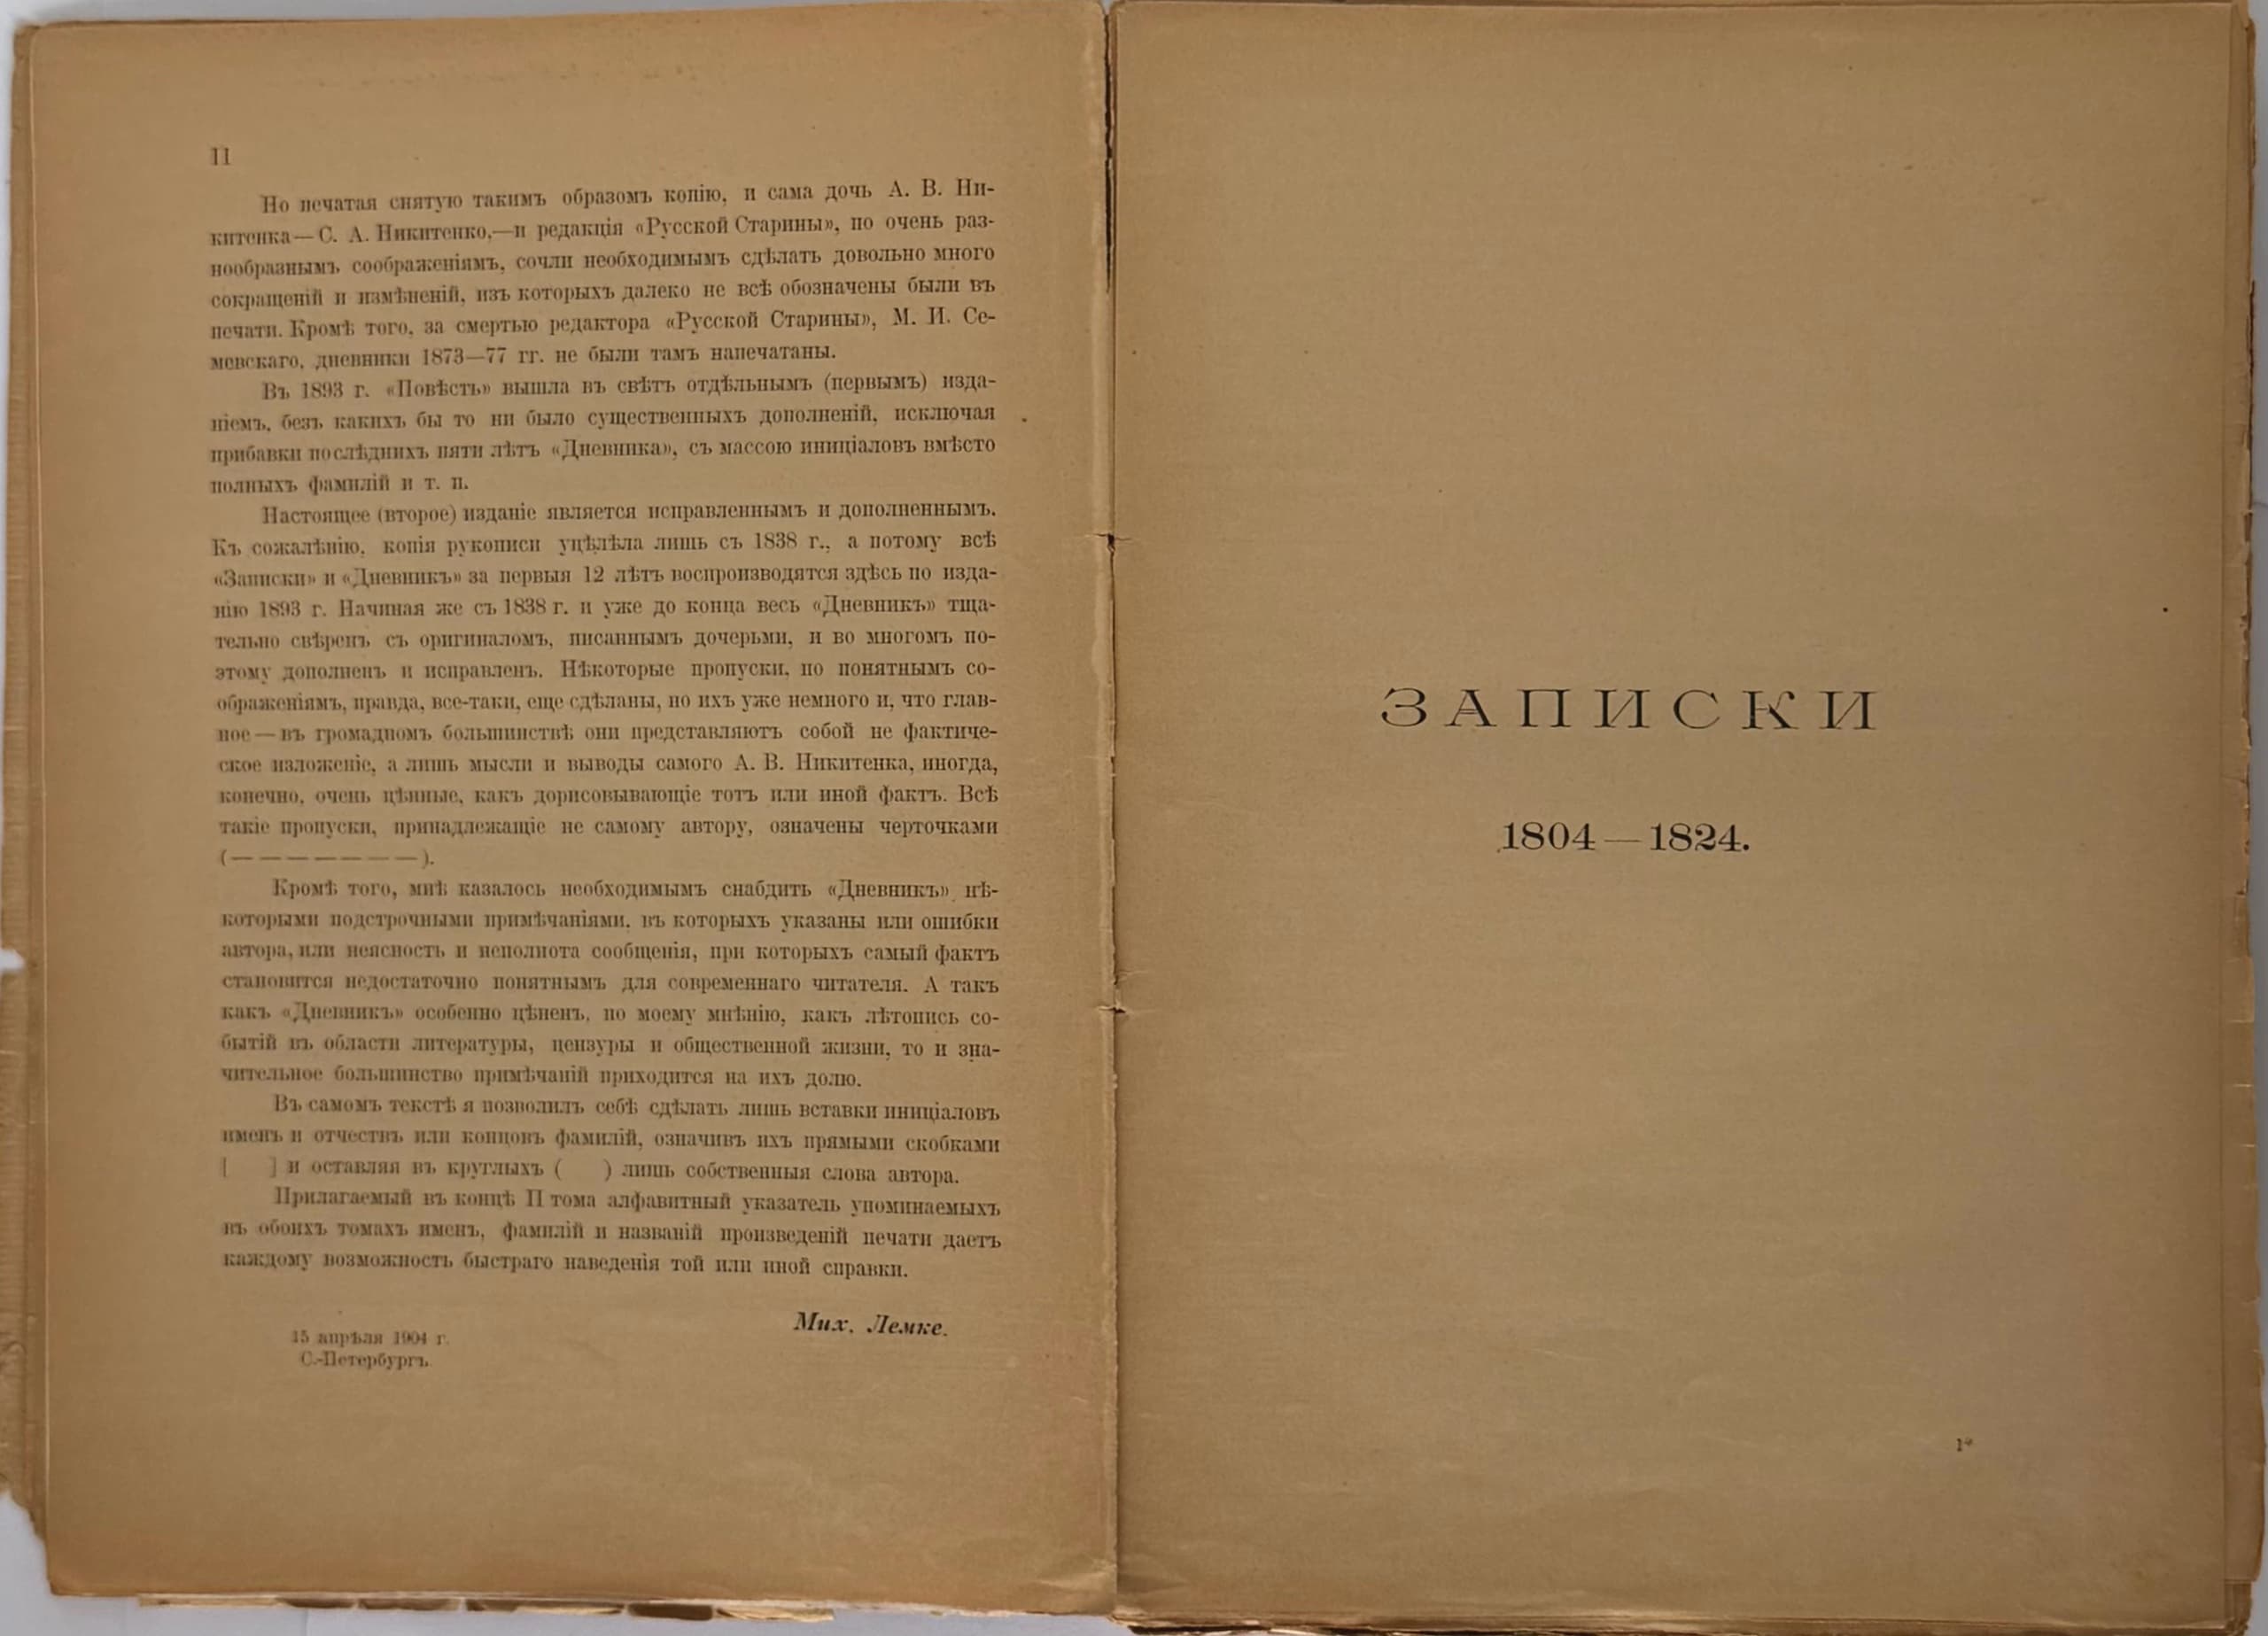 II
Но печатая снятую такимъ образомъ копію, и сама дочь А. В. Ни-
китенка—С. А. Никитенко,—и редакція «Русской Старины», по очень раз-
нообразнымъ соображеніямъ, сочли необходимымъ сдѣлать довольно много
сокращеній и измѣненій, изъ которыхъ далеко не всѣ обозначены были въ
печати. Кромѣ того, за смертью редактора «Русской Старины», М. И. Се-
мевскаго, дневники 1873—77 гг. не были тамъ напечатаны.
Въ 1893 г. «Повѣсть» вышла въ свѣтъ отдѣльнымъ (первымъ) изда-
ніемъ, безъ какихъ бы то ни было существенныхъ дополненій, исключая
прибавки послѣднихъ пяти лѣтъ «Дневника», съ массою иниціаловъ вмѣсто
полныхъ фамилій и т. п.
Настоящее (второе) изданіе является исправленнымъ и дополненнымъ.
Къ сожалѣнію, копія рукописи уцѣлѣла лишь съ 1838 г., а потому всѣ
«Записки» и «Дневникъ» за первыя 12 лѣтъ воспроизводятся здѣсь по изда-
нію 1893 г. Начиная же съ 1838 г. и уже до конца весь «Дневникъ» тща-
тельно свѣренъ съ оригиналомъ, писаннымъ дочерьми, и во многомъ по-
этому дополненъ и исправленъ. Нѣкоторые пропуски, по понятнымъ со-
ображеніямъ, правда, все-таки, еще сдѣланы, но ихъ уже немного и, что глав-
ное—въ громадномъ большинствѣ они представляютъ собой не фактиче-
ское изложеніе, а лишь мысли и выводы самого А. В. Никитенка, иногда,
конечно, очень цѣнные, какъ дорисовывающіе тотъ или иной фактъ. Всѣ
такіе пропуски, принадлежащіе не самому автору, означены черточками
(— — — — — — —).
Кромѣ того, мнѣ казалось необходимымъ снабдить «Дневникъ» нѣ-
которыми подстрочными примѣчаніями, въ которыхъ указаны или ошибки
автора, или неясность и неполнота сообщенія, при которыхъ самый фактъ
становится недостаточно понятнымъ для современнаго читателя. А такъ
какъ «Дневникъ» особенно цѣненъ, по моему мнѣнію, какъ лѣтопись со-
бытій въ области литературы, цензуры и общественной жизни, то и зна-
чительное большинство примѣчаній приходится на ихъ долю.
Въ самомъ текстѣ я позволилъ себѣ сдѣлать лишь вставки иниціаловъ
именъ и отчествъ или концовъ фамилій, означивъ ихъ прямыми скобками
[ ] и оставляя въ круглыхъ ( ) лишь собственныя слова автора.
Прилагаемый въ концѣ II тома алфавитный указатель упоминаемыхъ
въ обоихъ томахъ именъ, фамилій и названій произведеній печати даетъ
каждому возможность быстраго наведенія той или иной справки.
Мих. Лемке.
15 апрѣля 1904 г.
С.-Петербургъ.
ЗАПИСКИ
1804—1824.
1*